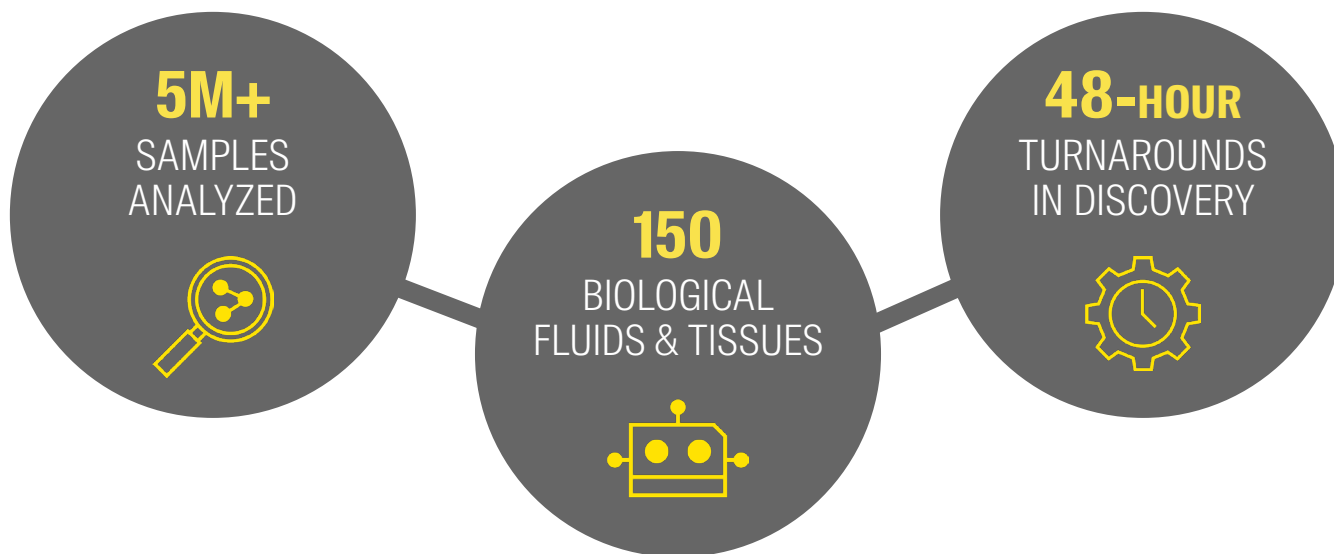 5M+
SAMPLES
ANALYZED
150
BIOLOGICAL
FLUIDS & TISSUES
48-HOUR
TURNAROUNDS
IN DISCOVERY